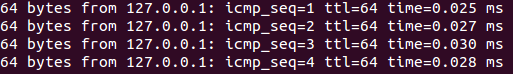 64 bytes from 127.0.0.1: icmp_seq=1 ttl=64 time=0.025 ms
64 bytes from 127.0.0.1: icmp_seq=2 ttl=64 time=0.027 ms
64 bytes from 127.0.0.1: icmp_seq=3 ttl=64 time=0.030 ms
64 bytes from 127.0.0.1: icmp_seq=4 ttl=64 time=0.028 ms